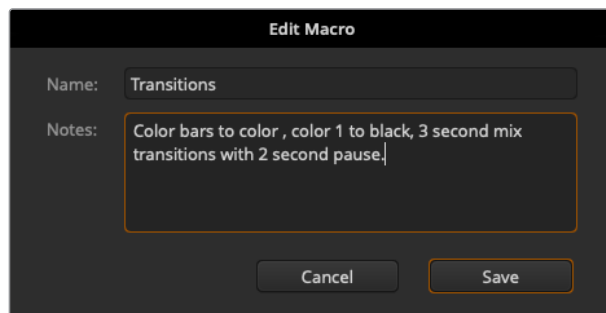 Edit Macro
Name: Transitions
Notes: Color bars to color , color 1 to black, 3 second mix
transitions with 2 second pause.
Cancel Save